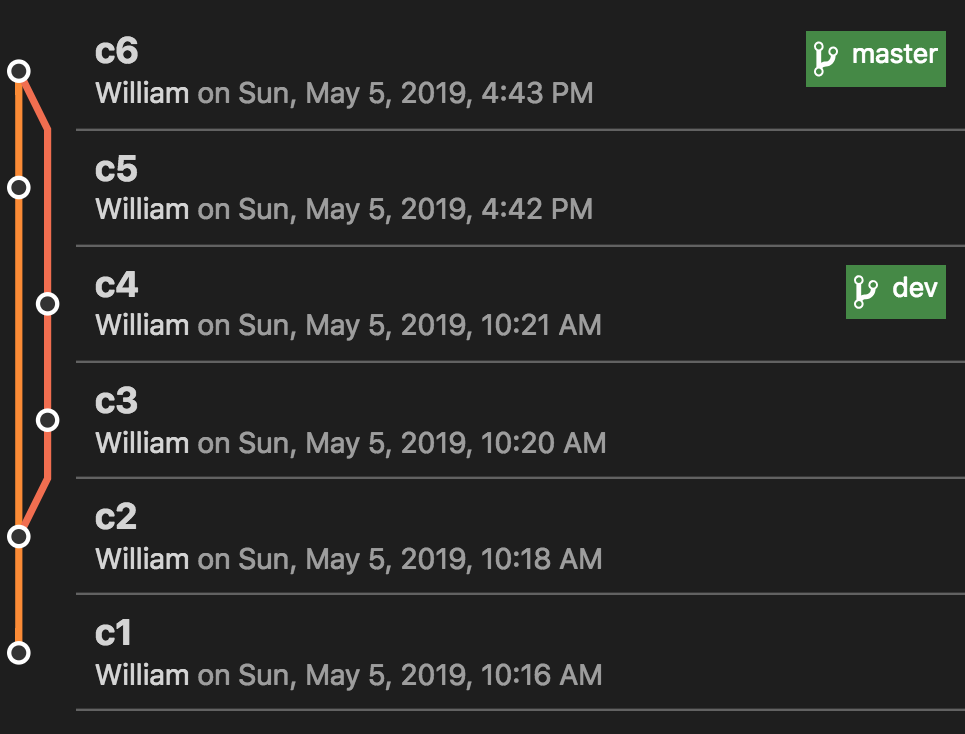 c6
master
William on Sun, May 5, 2019, 4:43 PM
c5
William on Sun, May 5, 2019, 4:42 PM
c4
dev
William on Sun, May 5, 2019, 10:21 AM
c3
William on Sun, May 5, 2019, 10:20 AM
c2
William on Sun, May 5, 2019, 10:18 AM
c1
William on Sun, May 5, 2019, 10:16 AM